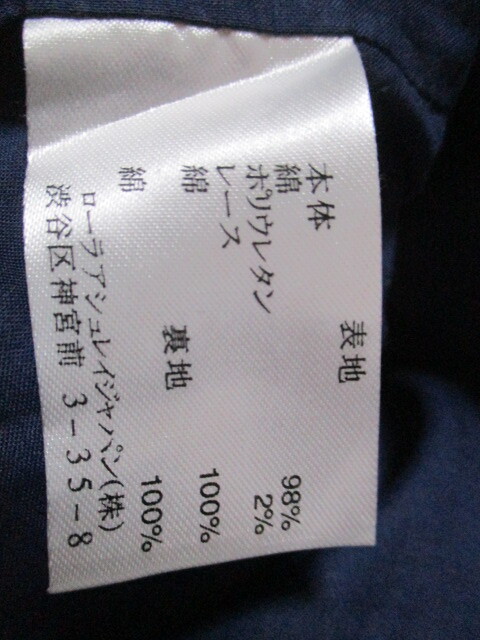 表地
本体
綿 98%
ポリウレタン 2%
レース
綿 100%
裏地
綿 100%
ローラアシュレイジャパン(株)
渋谷区神宮前 3-35-8